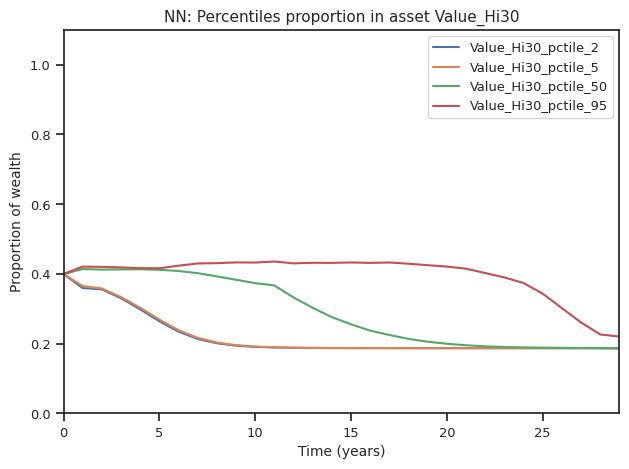 NN: Percentiles proportion in asset Value_Hi30
Value_Hi30_pctile_2
Value_Hi30_pctile_5
Value_Hi30_pctile_50
Value_Hi30_pctile_95
Proportion of wealth
1.0
0.8
0.6
0.4
0.2
0.0
0 5 10 15 20 25
Time (years)